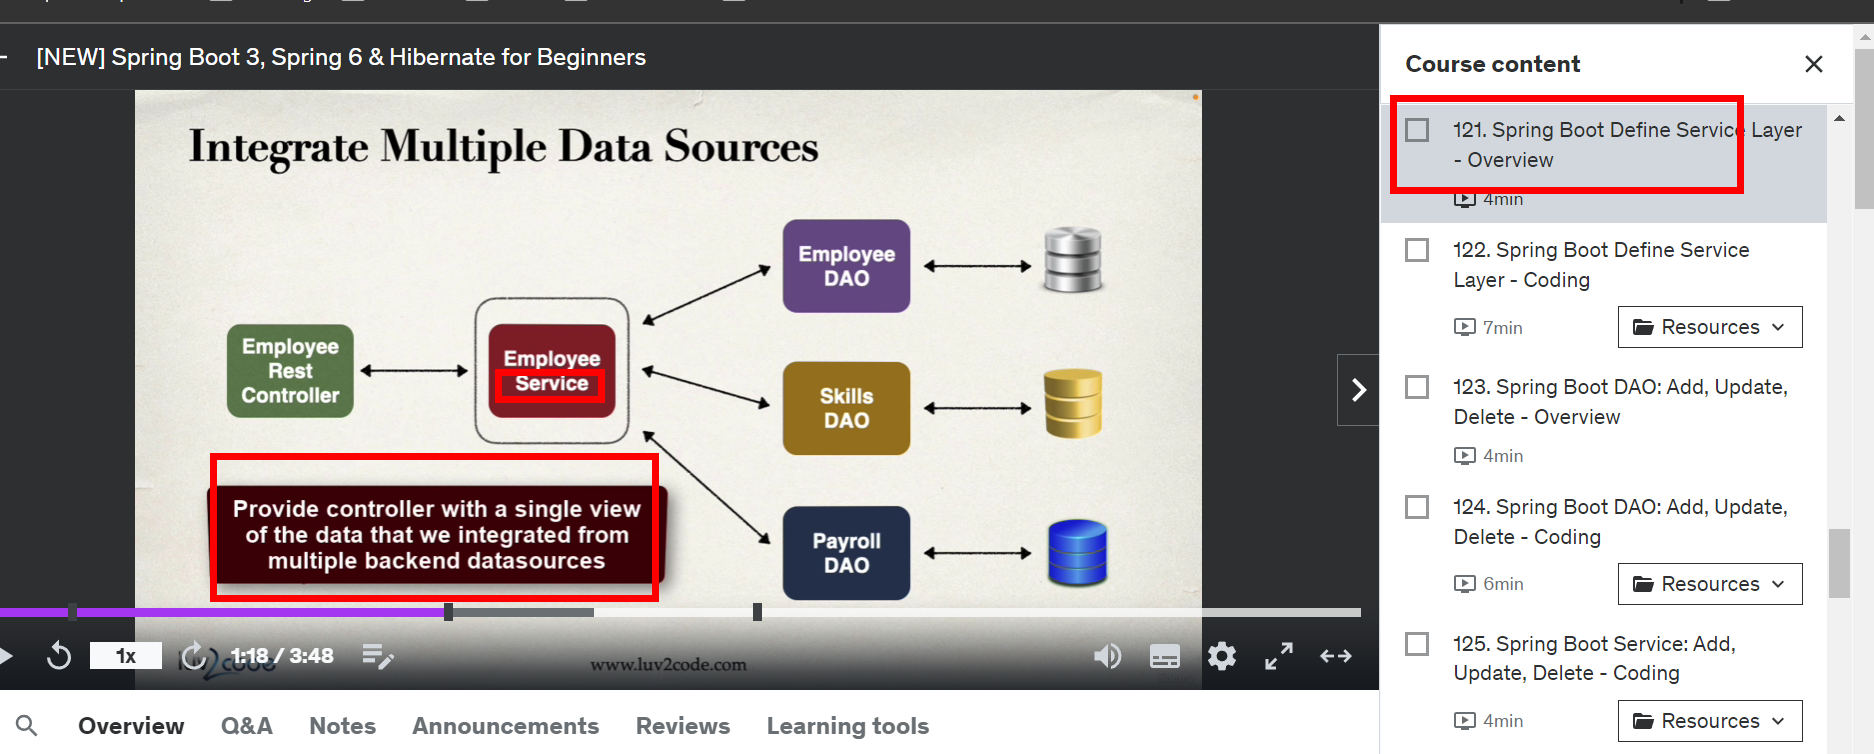 [NEW] Spring Boot 3, Spring 6 & Hibernate for Beginners
Integrate Multiple Data Sources
Employee
Rest
Controller
Employee
Service
Employee
DAO
Skills
DAO
Payroll
DAO
Provide controller with a single view
of the data that we integrated from
multiple backend datasources
1x
1:18 / 3:48
luv2code
www.luv2code.com
Overview
Q&A
Notes
Announcements
Reviews
Learning tools
Course content
121. Spring Boot Define Service Layer
- Overview
4min
122. Spring Boot Define Service
Layer - Coding
7min
Resources
123. Spring Boot DAO: Add, Update,
Delete - Overview
4min
124. Spring Boot DAO: Add, Update,
Delete - Coding
6min
Resources
125. Spring Boot Service: Add,
Update, Delete - Coding
4min
Resources